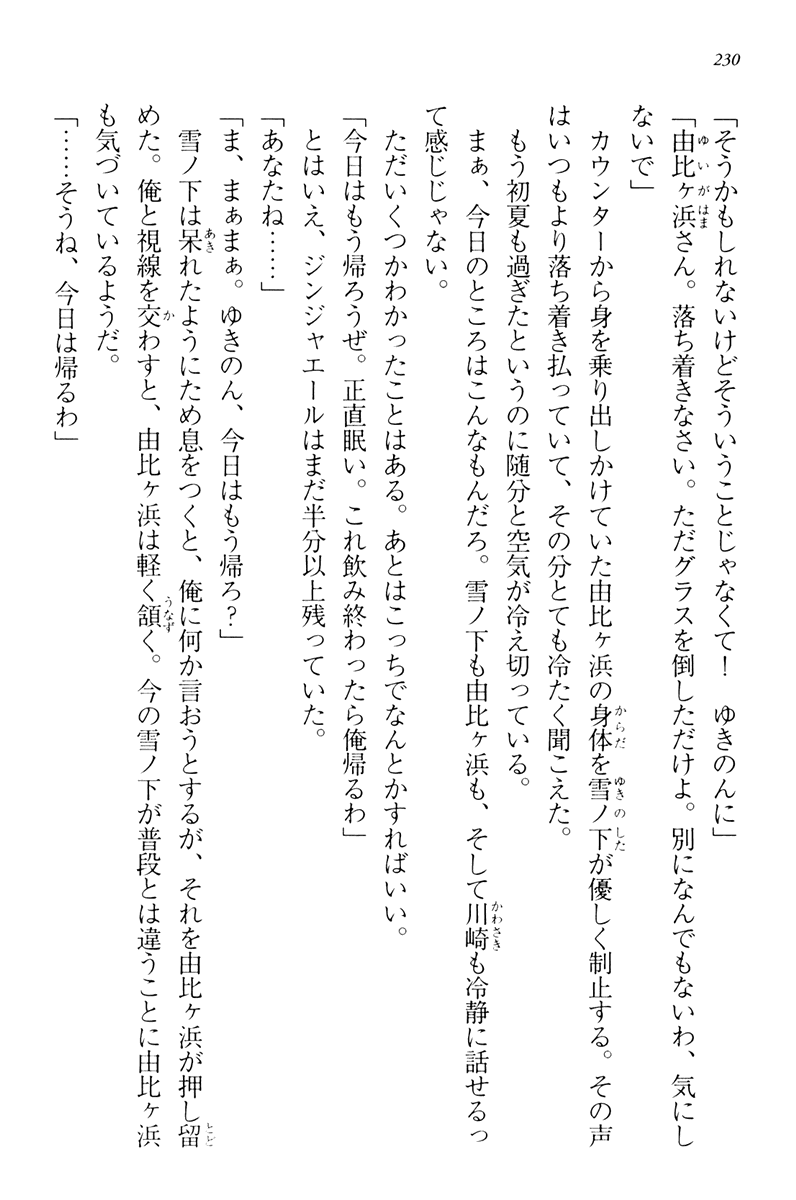 230
「そうかもしれないけどそういうことじゃなくて！　ゆきのんに」
「由比ヶ浜さん。落ち着きなさい。ただグラスを倒しただけよ。別になんでもないわ、気にし
ないで」
　カウンターから身を乗り出しかけていた由比ヶ浜の身体を雪ノ下が優しく制止する。その声
はいつもより落ち着き払っていて、その分とても冷たく聞こえた。
　もう初夏も過ぎたというのに随分と空気が冷え切っている。
　まぁ、今日のところはこんなもんだろ。雪ノ下も由比ヶ浜も、そして川崎も冷静に話せるっ
て感じじゃない。
　ただいくつかわかったことはある。あとはこっちでなんとかすればいい。
「今日はもう帰ろうぜ。正直眠い。これ飲み終わったら俺帰るわ」
　とはいえ、ジンジャエールはまだ半分以上残っていた。
「あなたね……」
「ま、まぁまぁ。ゆきのん、今日はもう帰ろ？」
　雪ノ下は呆れたようにため息をつくと、俺に何か言おうとするが、それを由比ヶ浜が押し留
めた。俺と視線を交わすと、由比ヶ浜は軽く頷く。今の雪ノ下が普段とは違うことに由比ヶ浜
も気づいているようだ。
「……そうね、今日は帰るわ」